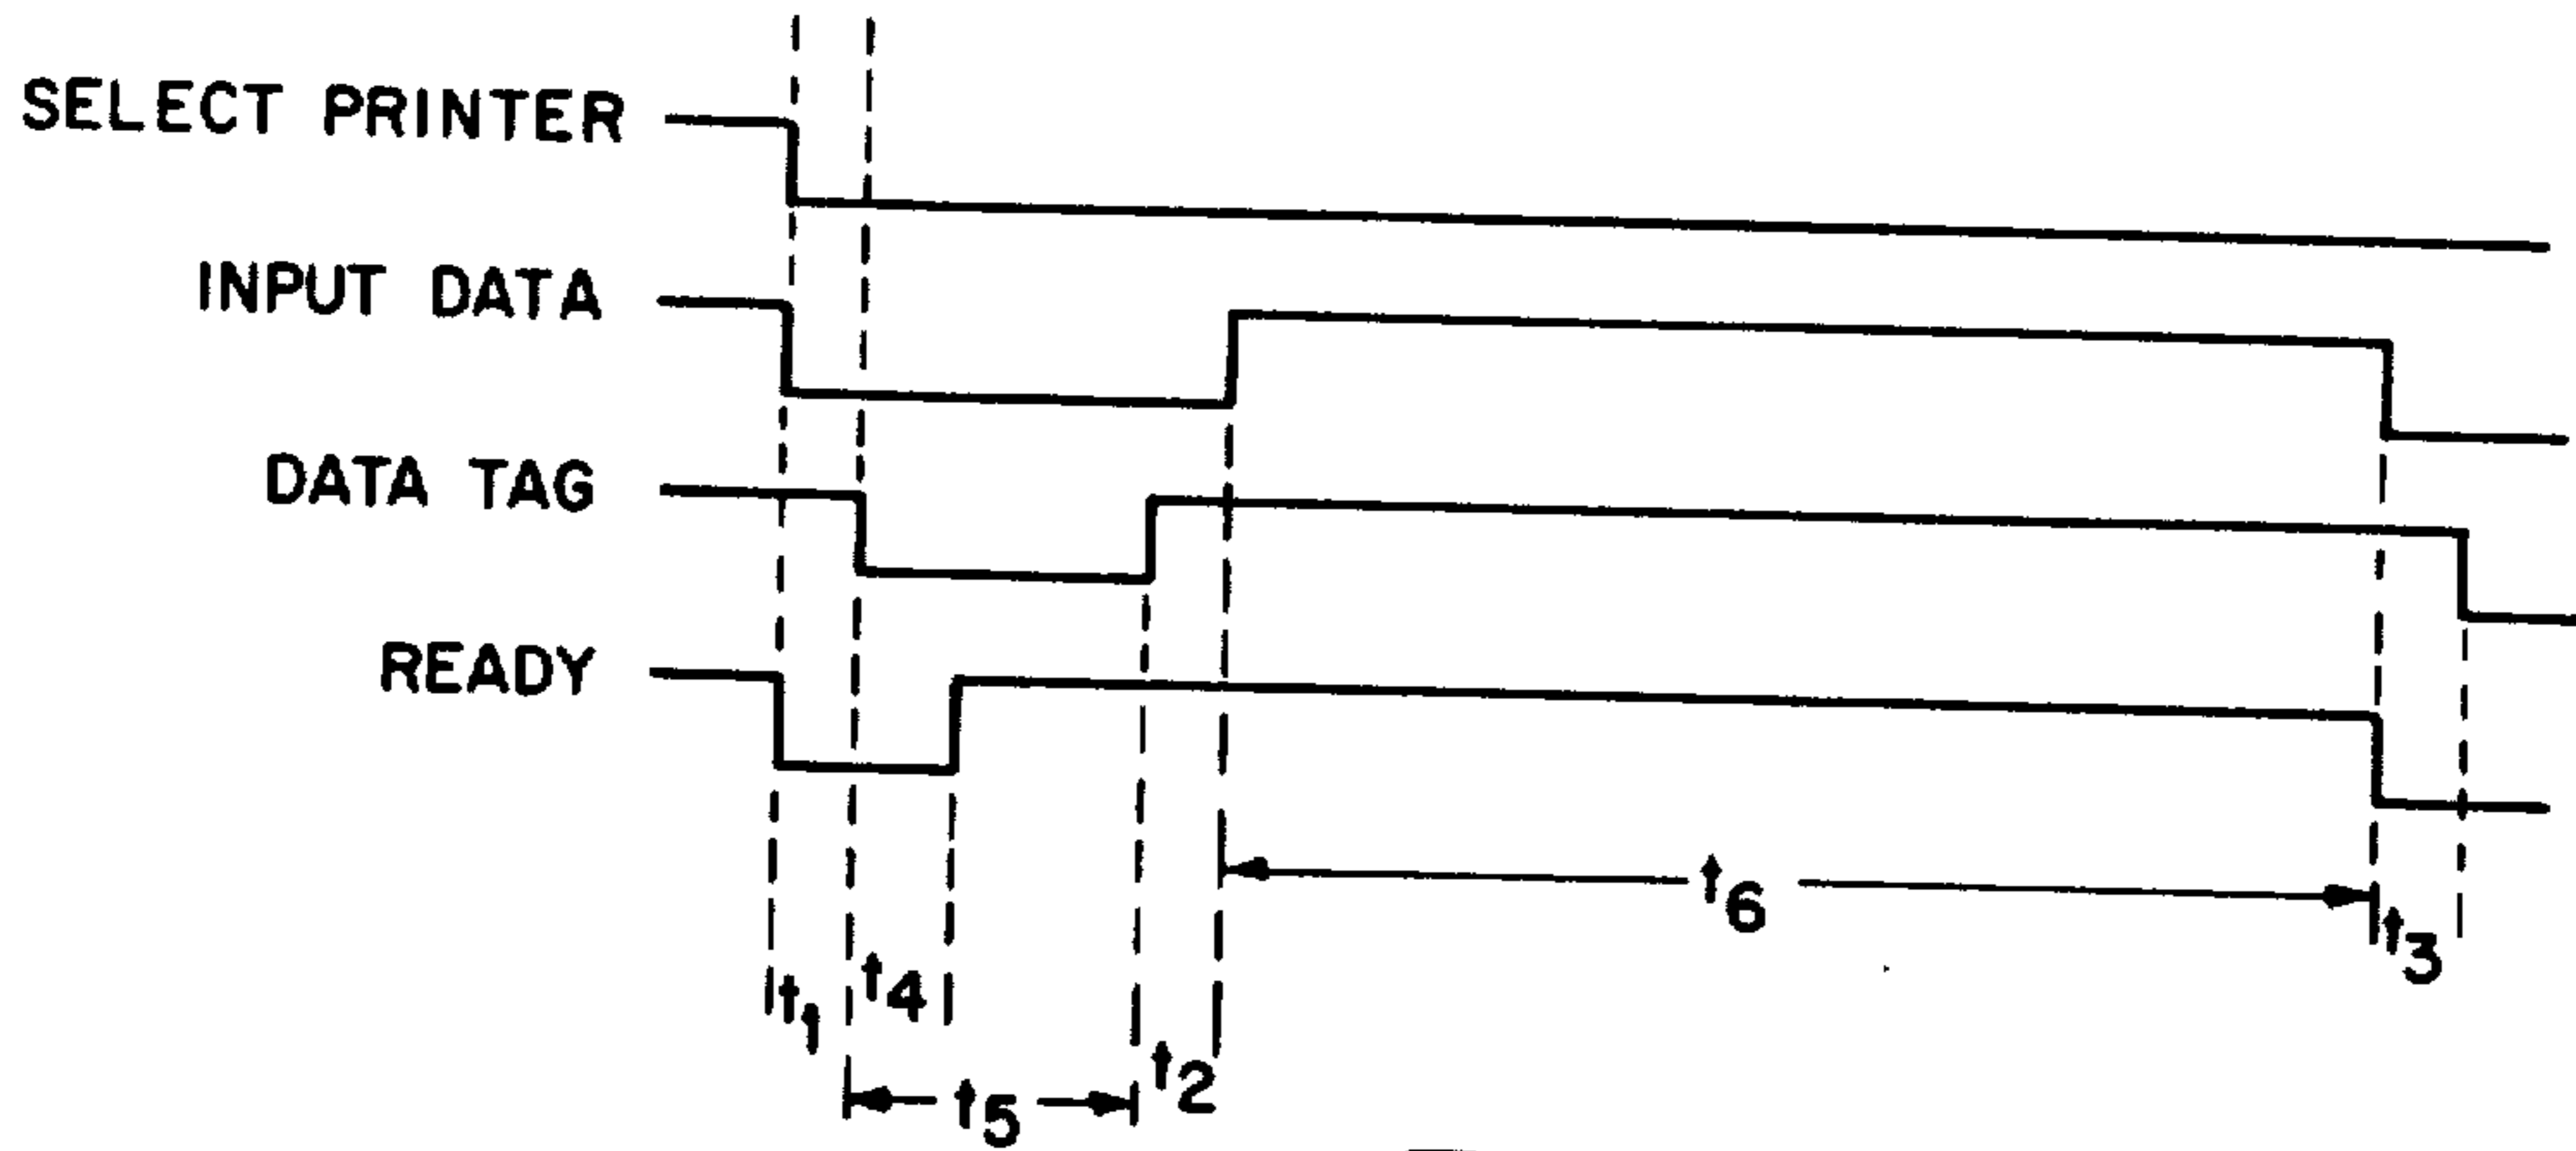 SELECT PRINTER
INPUT DATA
DATA TAG
READY
t6
t3
t4
t1
t2
t5